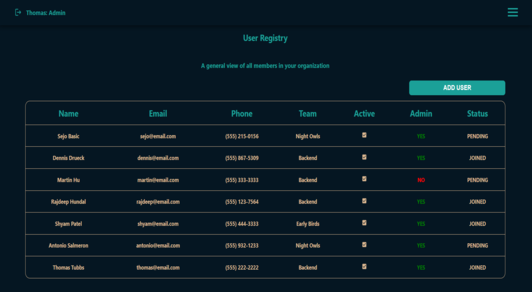 Thomas: Admin
User Registry
A general view of all members in your organization
ADD USER
Name Email Phone Team Active Admin Status
Sejo Basic sejo@email.com (555) 215-0156 Night Owls YES PENDING
Dennis Drueck dennis@email.com (555) 867-5309 Backend YES JOINED
Martin Hu martin@email.com (555) 333-3333 Backend NO PENDING
Rajdeep Hundal rajdeep@email.com (555) 123-7564 Backend YES JOINED
Shyam Patel shyam@email.com (555) 444-3333 Early Birds YES JOINED
Antonio Salmeron antonio@email.com (555) 932-1233 Night Owls YES PENDING
Thomas Tubbs thomas@email.com (555) 222-2222 Backend YES JOINED